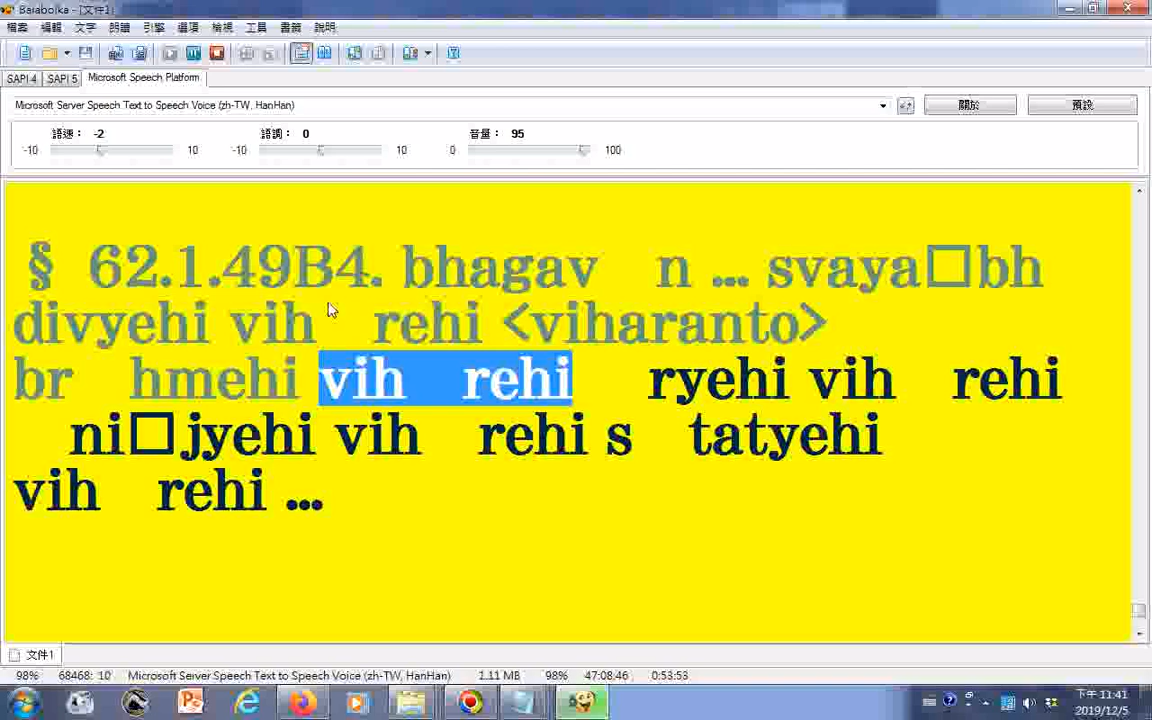 Balabolka - [文件1]
檔案 編輯 文字 朗讀 引擎 選項 檢視 工具 書籤 說明
SAPI 4 SAPI 5 Microsoft Speech Platform
Microsoft Server Speech Text to Speech Voice (zh-TW, HanHan) 關於 預設
語速： -2 語調： 0 音量： 95
-10 10 -10 10 0 100
§ 62.1.49B4. bhagav n ... svaya□bh
divyehi vih rehi <viharanto>
br hmehi vih rehi ryehi vih rehi
ni□jyehi vih rehi s tatyehi
vih rehi ...
文件1
98% 68468: 10 Microsoft Server Speech Text to Speech Voice (zh-TW, HanHan) 1.11 MB 98% 47:08:46 0:53:53
下午 11:41
2019/12/5